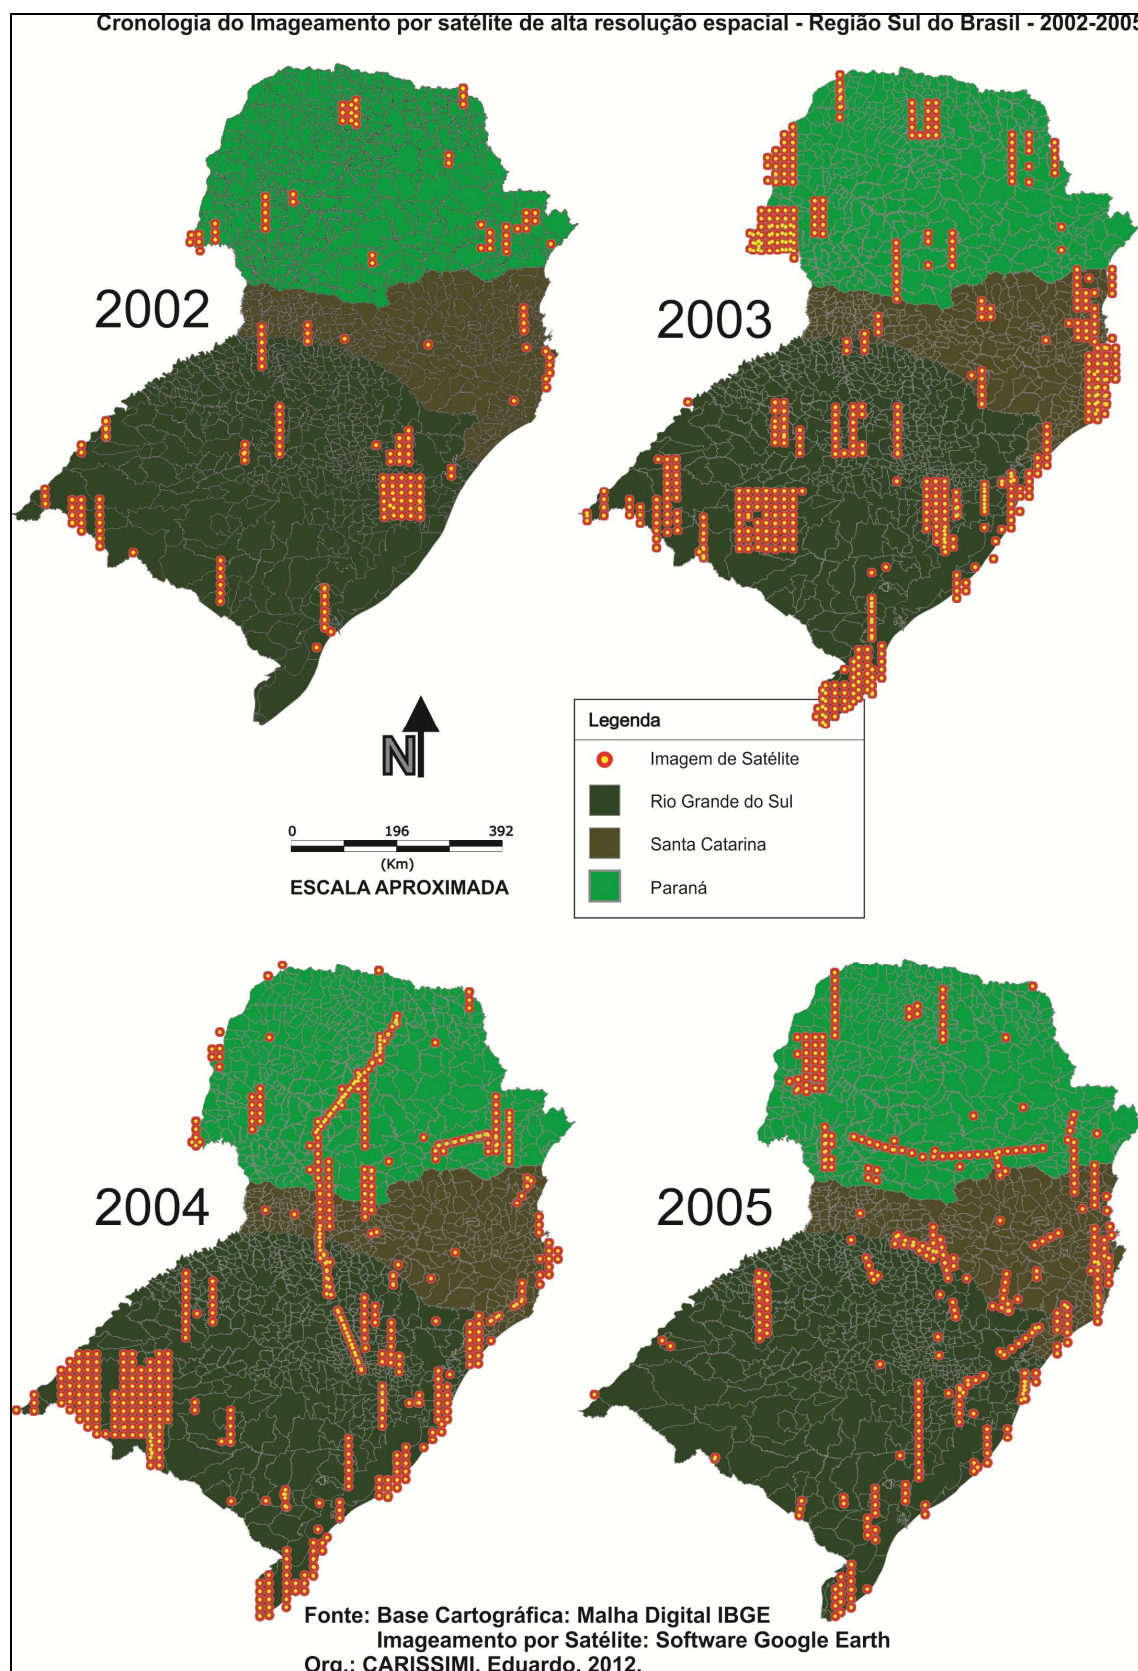 Cronologia do Imageamento por satélite de alta resolução espacial - Região Sul do Brasil - 2002-2005
2002
2003
N
0 196 392
(Km)
ESCALA APROXIMADA
Legenda
Imagem de Satélite
Rio Grande do Sul
Santa Catarina
Paraná
2004
2005
Fonte: Base Cartográfica: Malha Digital IBGE
Imageamento por Satélite: Software Google Earth
Org.: CARISSIMI, Eduardo, 2012.